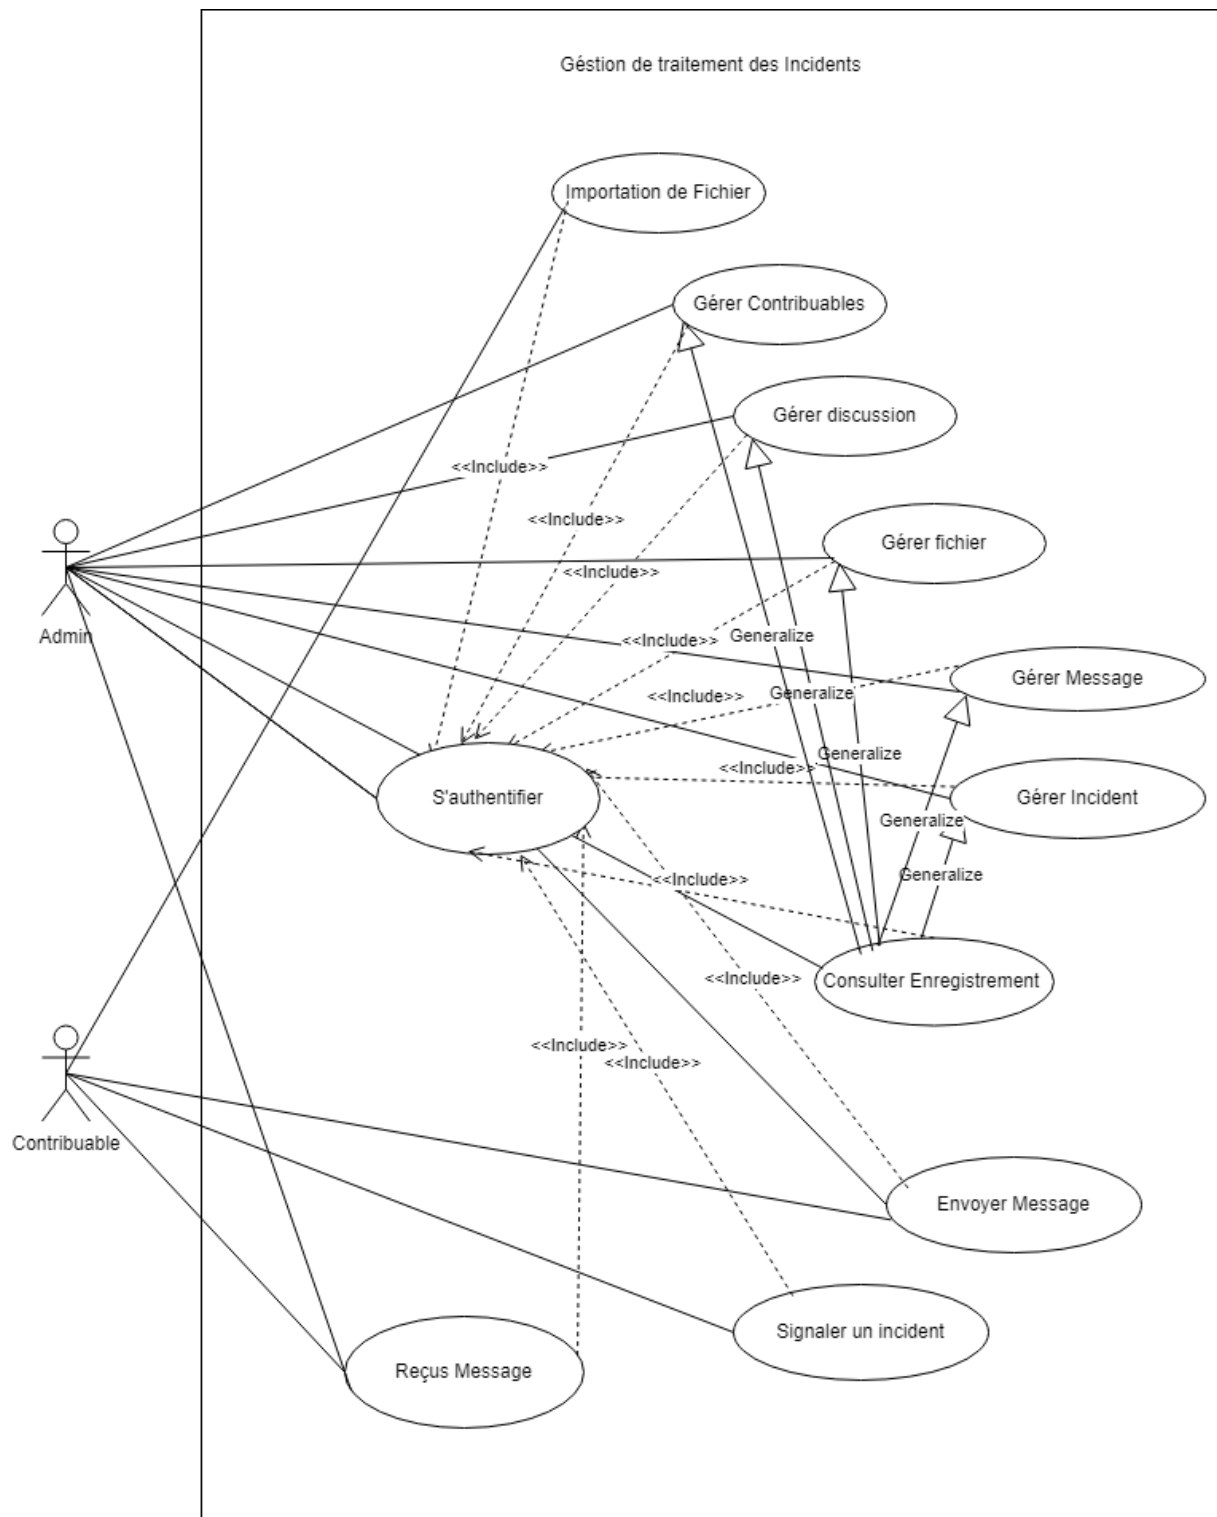 Géstion de traitement des Incidents
Importation de Fichier
Gérer Contribuables
Gérer discussion
<<Include>>
<<Include>>
Gérer fichier
<<Include>>
Admin
<<Include>>
Generalize
Gérer Message
<<Include>>
Generalize
Generalize
<<Include>>
S'authentifier
Gérer Incident
Generalize
<<Include>>
Generalize
<<Include>>
Consulter Enregistrement
<<Include>>
<<Include>>
Contribuable
Envoyer Message
Signaler un incident
Reçus Message